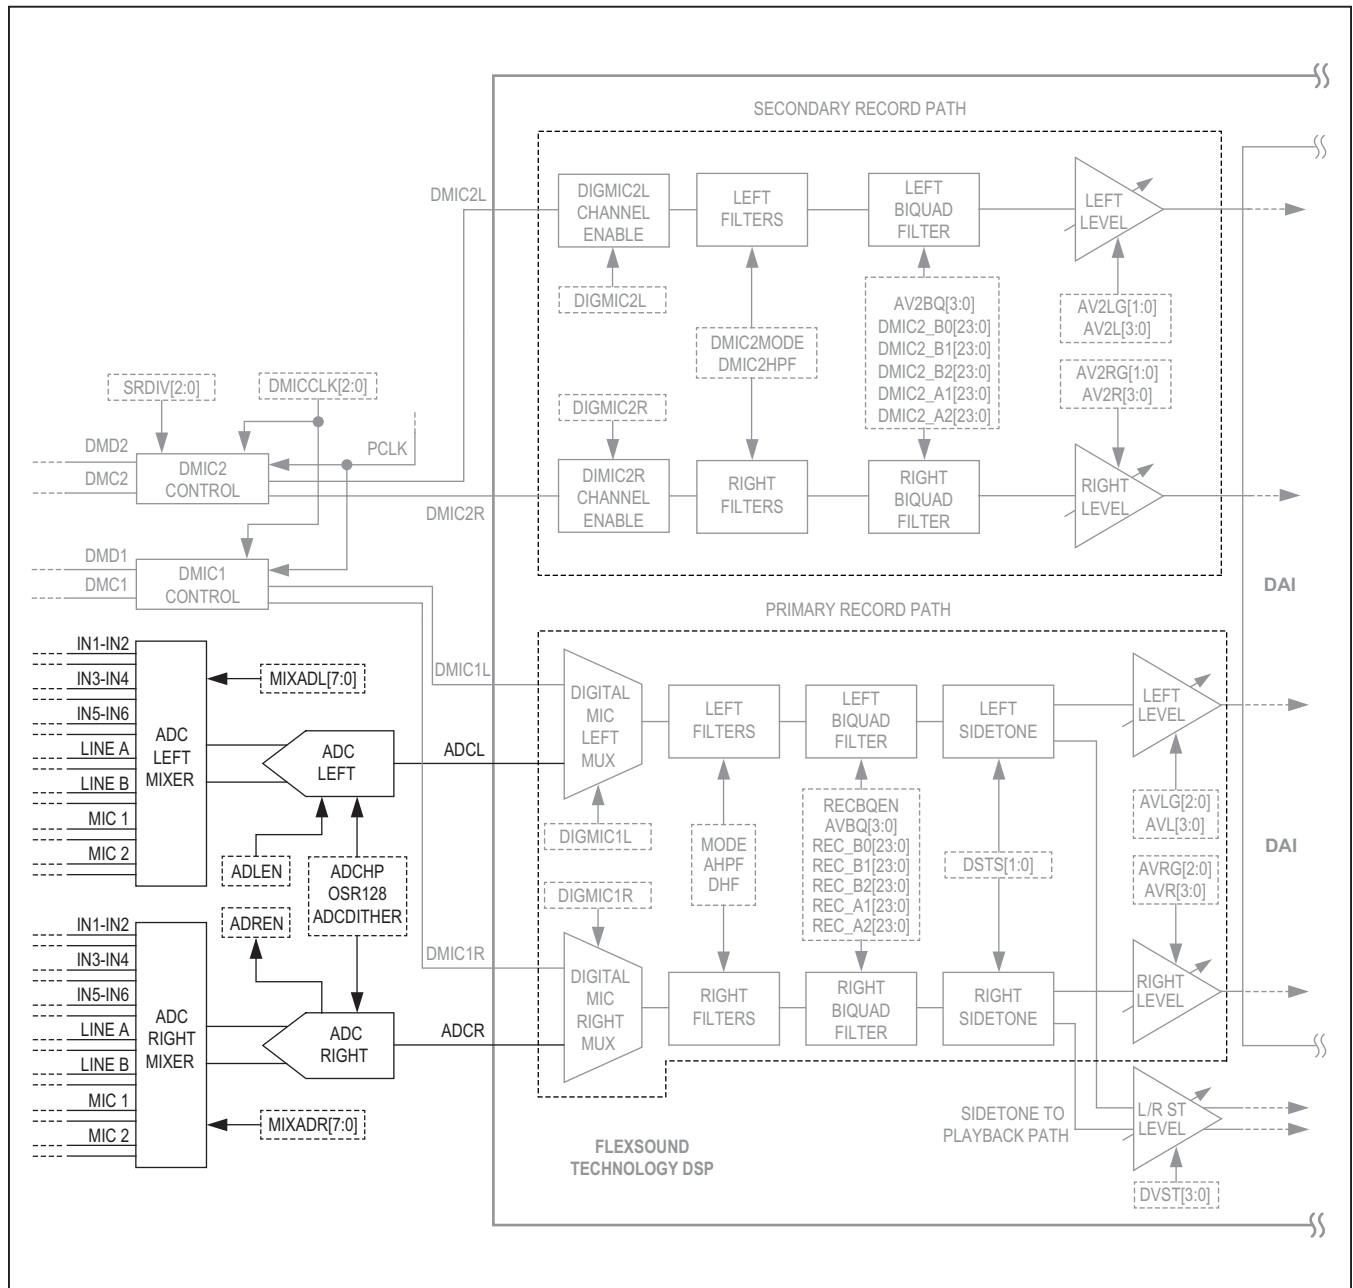 SECONDARY RECORD PATH
DMIC2L
DIGMIC2L
CHANNEL
ENABLE
LEFT
FILTERS
LEFT
BIQUAD
FILTER
LEFT
LEVEL
DIGMIC2L
AV2BQ[3:0]
DMIC2_B0[23:0]
DMIC2_B1[23:0]
DMIC2_B2[23:0]
DMIC2_A1[23:0]
DMIC2_A2[23:0]
AV2LG[1:0]
AV2L[3:0]
DMIC2MODE
DMIC2HPF
AV2RG[1:0]
AV2R[3:0]
SRDIV[2:0]
DMICCLK[2:0]
DIGMIC2R
PCLK
DMD2
DMC2
DMIC2
CONTROL
DMIC2R
DIMIC2R
CHANNEL
ENABLE
RIGHT
FILTERS
RIGHT
BIQUAD
FILTER
RIGHT
LEVEL
DMD1
DMC1
DMIC1
CONTROL
DAI
PRIMARY RECORD PATH
IN1-IN2
IN3-IN4
IN5-IN6
LINE A
LINE B
MIC 1
MIC 2
ADC
LEFT
MIXER
MIXADL[7:0]
ADC
LEFT
ADCL
DMIC1L
DIGITAL
MIC
LEFT
MUX
LEFT
FILTERS
LEFT
BIQUAD
FILTER
LEFT
SIDETONE
LEFT
LEVEL
DIGMIC1L
ADLEN
ADCHP
OSR128
ADCDITHER
MODE
AHPF
DHF
RECBQEN
AVBQ[3:0]
REC_B0[23:0]
REC_B1[23:0]
REC_B2[23:0]
REC_A1[23:0]
REC_A2[23:0]
DSTS[1:0]
AVLG[2:0]
AVL[3:0]
DAI
AVRG[2:0]
AVR[3:0]
DIGMIC1R
ADREN
IN1-IN2
IN3-IN4
IN5-IN6
LINE A
LINE B
MIC 1
MIC 2
ADC
RIGHT
MIXER
ADC
RIGHT
ADCR
DMIC1R
DIGITAL
MIC
RIGHT
MUX
RIGHT
FILTERS
RIGHT
BIQUAD
FILTER
RIGHT
SIDETONE
RIGHT
LEVEL
MIXADR[7:0]
SIDETONE TO
PLAYBACK PATH
L/R ST
LEVEL
FLEXSOUND
TECHNOLOGY DSP
DVST[3:0]